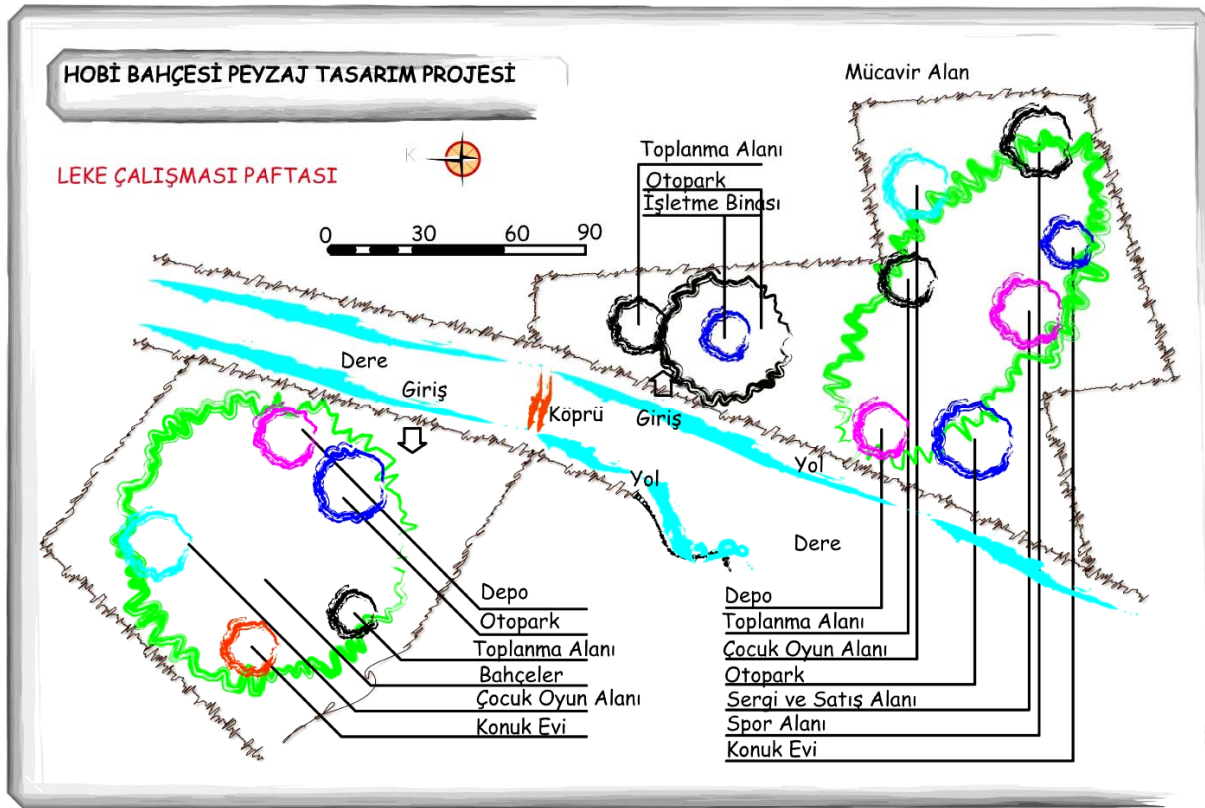 HOBİ BAHÇESİ PEYZAJ TASARIM PROJESİ
Mücavir Alan
LEKE ÇALIŞMASI PAFTASI
K
Toplanma Alanı
Otopark
İşletme Binası
0 30 60 90
Dere
Giriş
Köprü
Giriş
Yol
Yol
Dere
Depo
Otopark
Toplanma Alanı
Bahçeler
Çocuk Oyun Alanı
Konuk Evi
Depo
Toplanma Alanı
Çocuk Oyun Alanı
Otopark
Sergi ve Satış Alanı
Spor Alanı
Konuk Evi